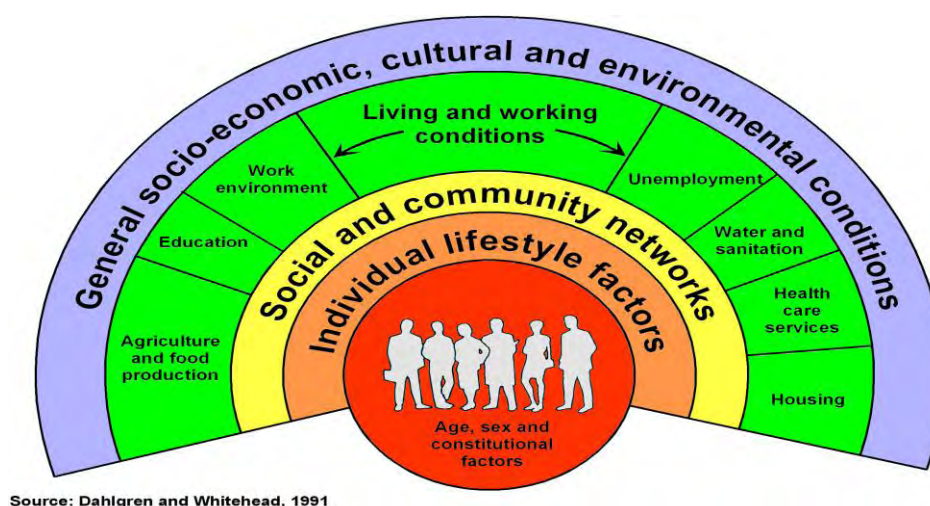 General socio-economic, cultural and environmental conditions
Living and working
conditions
Work
environment
Education
Agriculture
and food
production
Unemployment
Water and
sanitation
Health
care
services
Housing
Social and community networks
Individual lifestyle factors
Age, sex and
constitutional
factors
Source: Dahlgren and Whitehead, 1991